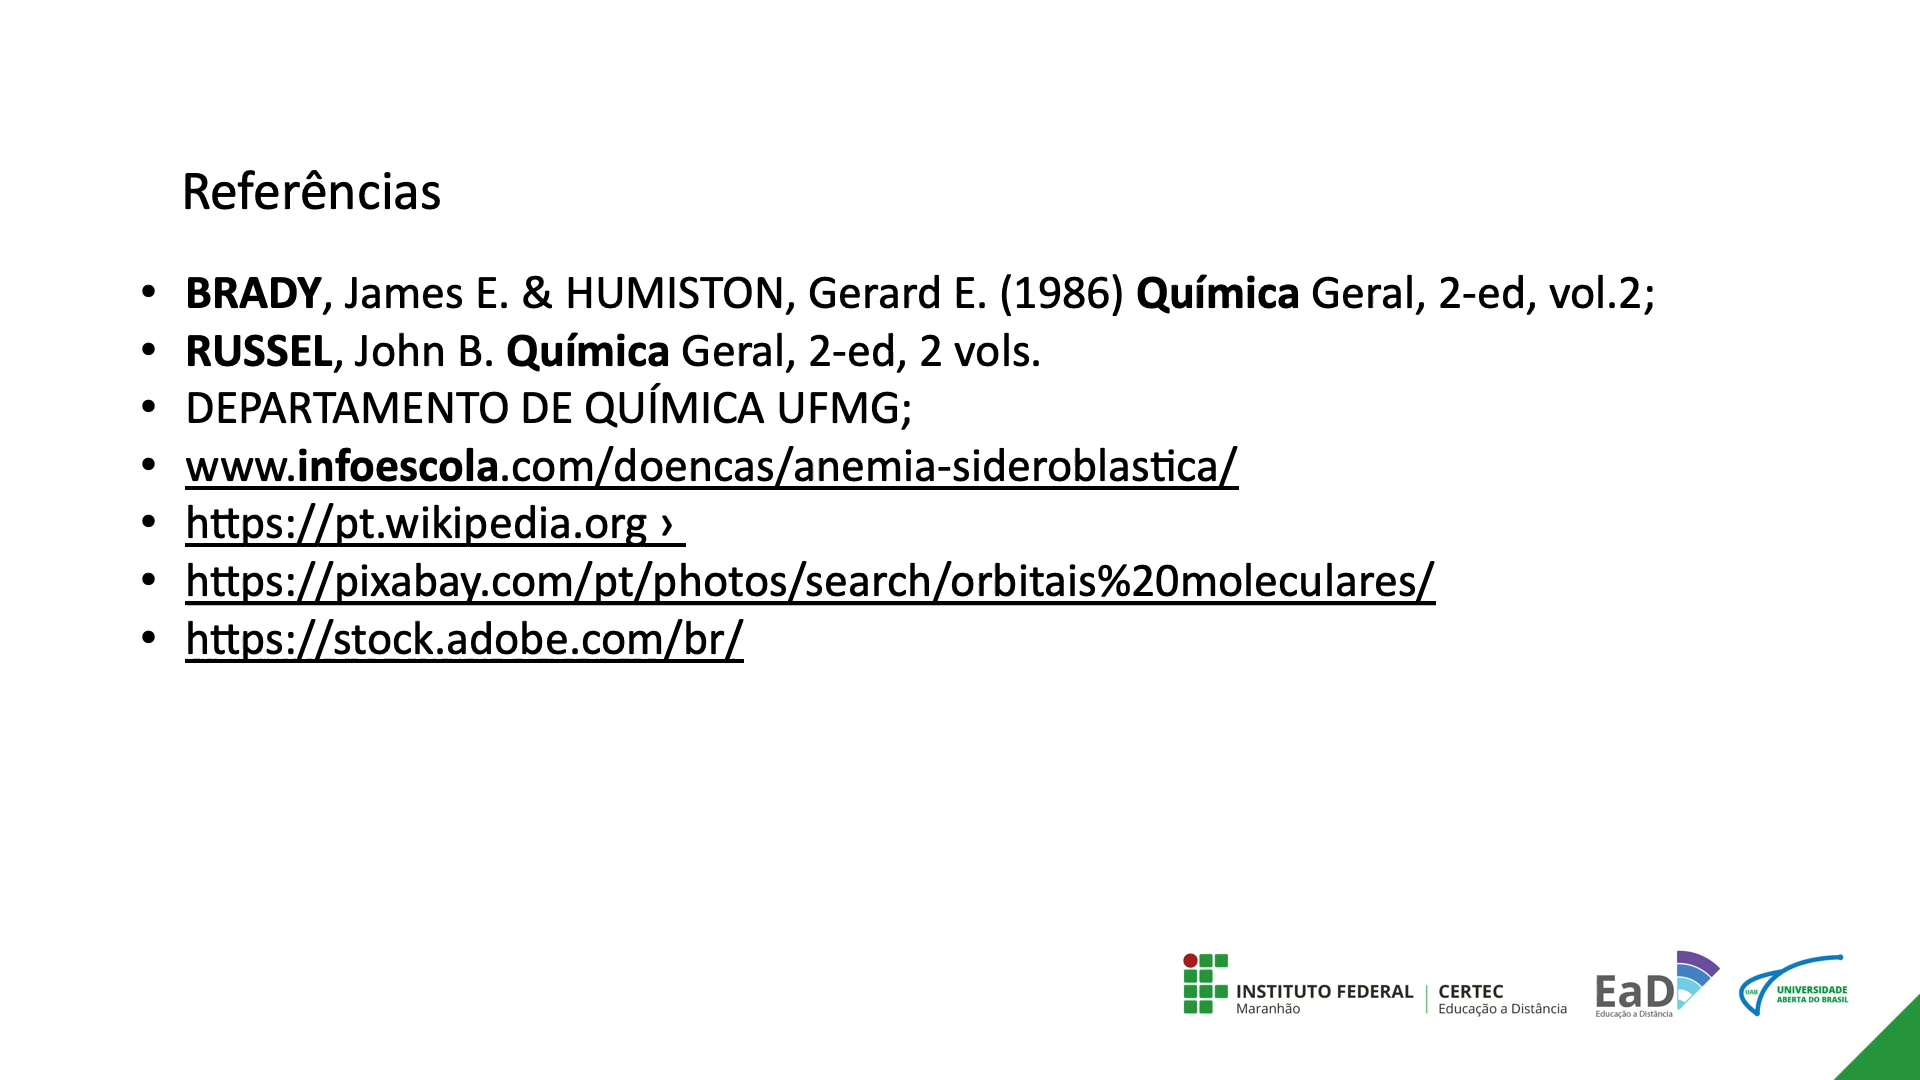 Referências
• BRADY, James E. & HUMISTON, Gerard E. (1986) Química Geral, 2-ed, vol.2;
• RUSSEL, John B. Química Geral, 2-ed, 2 vols.
• DEPARTAMENTO DE QUÍMICA UFMG;
• www.infoescola.com/doencas/anemia-sideroblastica/
• https://pt.wikipedia.org ›
• https://pixabay.com/pt/photos/search/orbitais%20moleculares/
• https://stock.adobe.com/br/
INSTITUTO FEDERAL
Maranhão
CERTEC
Educação a Distância
EaD
Educação a Distância
UAB
UNIVERSIDADE
ABERTA DO BRASIL